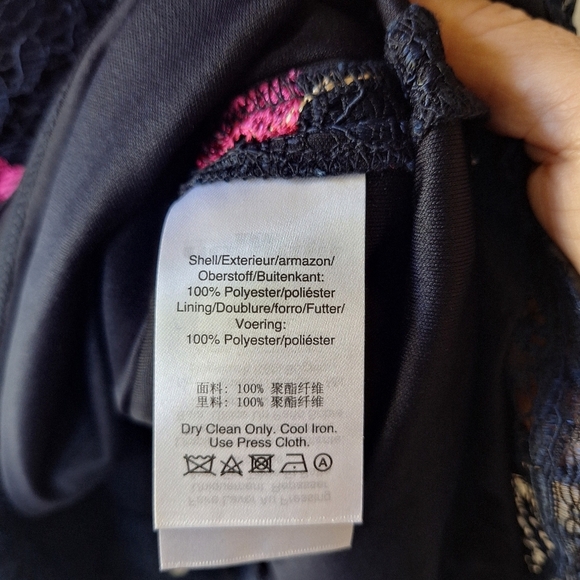 Shell/Exterieur/armazon/
Oberstoff/Buitenkant:
100% Polyester/poliéster
Lining/Doublure/forro/Futter/
Voering:
100% Polyester/poliéster
面料: 100% 聚酯纤维
里料: 100% 聚酯纤维
Dry Clean Only. Cool Iron.
Use Press Cloth.
A